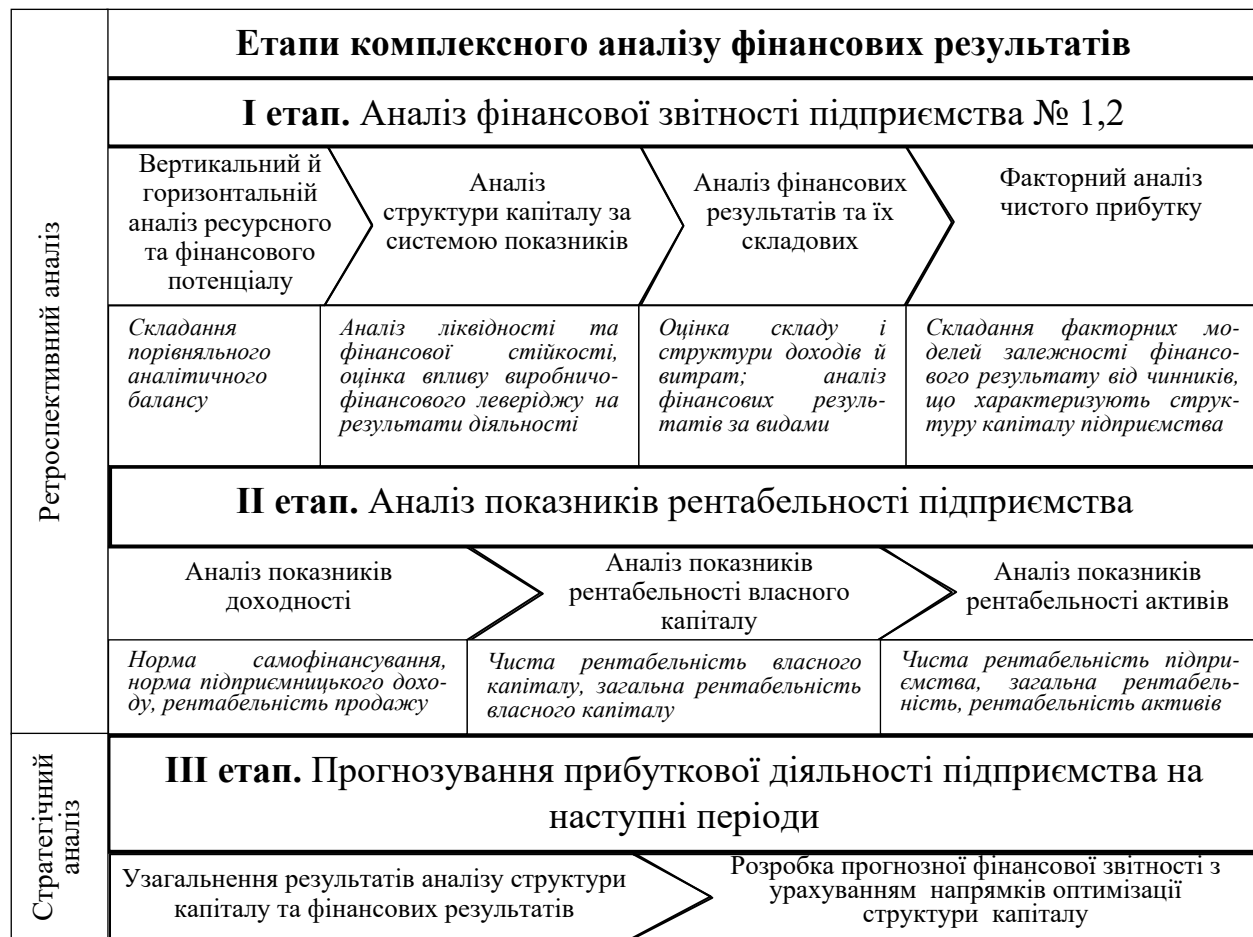 Етапи комплексного аналізу фінансових результатів
Ретроспективний аналіз
І етап. Аналіз фінансової звітності підприємства № 1,2
Вертикальний й
горизонтальній
аналіз ресурсного
та фінансового
потенціалу
Аналіз
структури капіталу за
системою показників
Аналіз фінансових
результатів та їх
складових
Факторний аналіз
чистого прибутку
Складання
порівняльного
аналітичного
балансу
Аналіз ліквідності та
фінансової стійкості,
оцінка впливу виробничо-
фінансового леверіджу на
результати діяльності
Оцінка складу і
структури доходів й
витрат; аналіз
фінансових резуль-
татів за видами
Складання факторних мо-
делей залежності фінансо-
вого результату від чинників,
що характеризують струк-
туру капіталу підприємства
ІІ етап. Аналіз показників рентабельності підприємства
Аналіз показників
доходності
Аналіз показників
рентабельності власного
капіталу
Аналіз показників
рентабельності активів
Норма самофінансування,
норма підприємницького дохо-
ду, рентабельність продажу
Чиста рентабельність власного
капіталу, загальна рентабельність
власного капіталу
Чиста рентабельність підпри-
ємства, загальна рентабель-
ність, рентабельність активів
Стратегічний
аналіз
ІІІ етап. Прогнозування прибуткової діяльності підприємства на
наступні періоди
Узагальнення результатів аналізу структури
капіталу та фінансових результатів
Розробка прогнозної фінансової звітності з
урахуванням напрямків оптимізації
структури капіталу